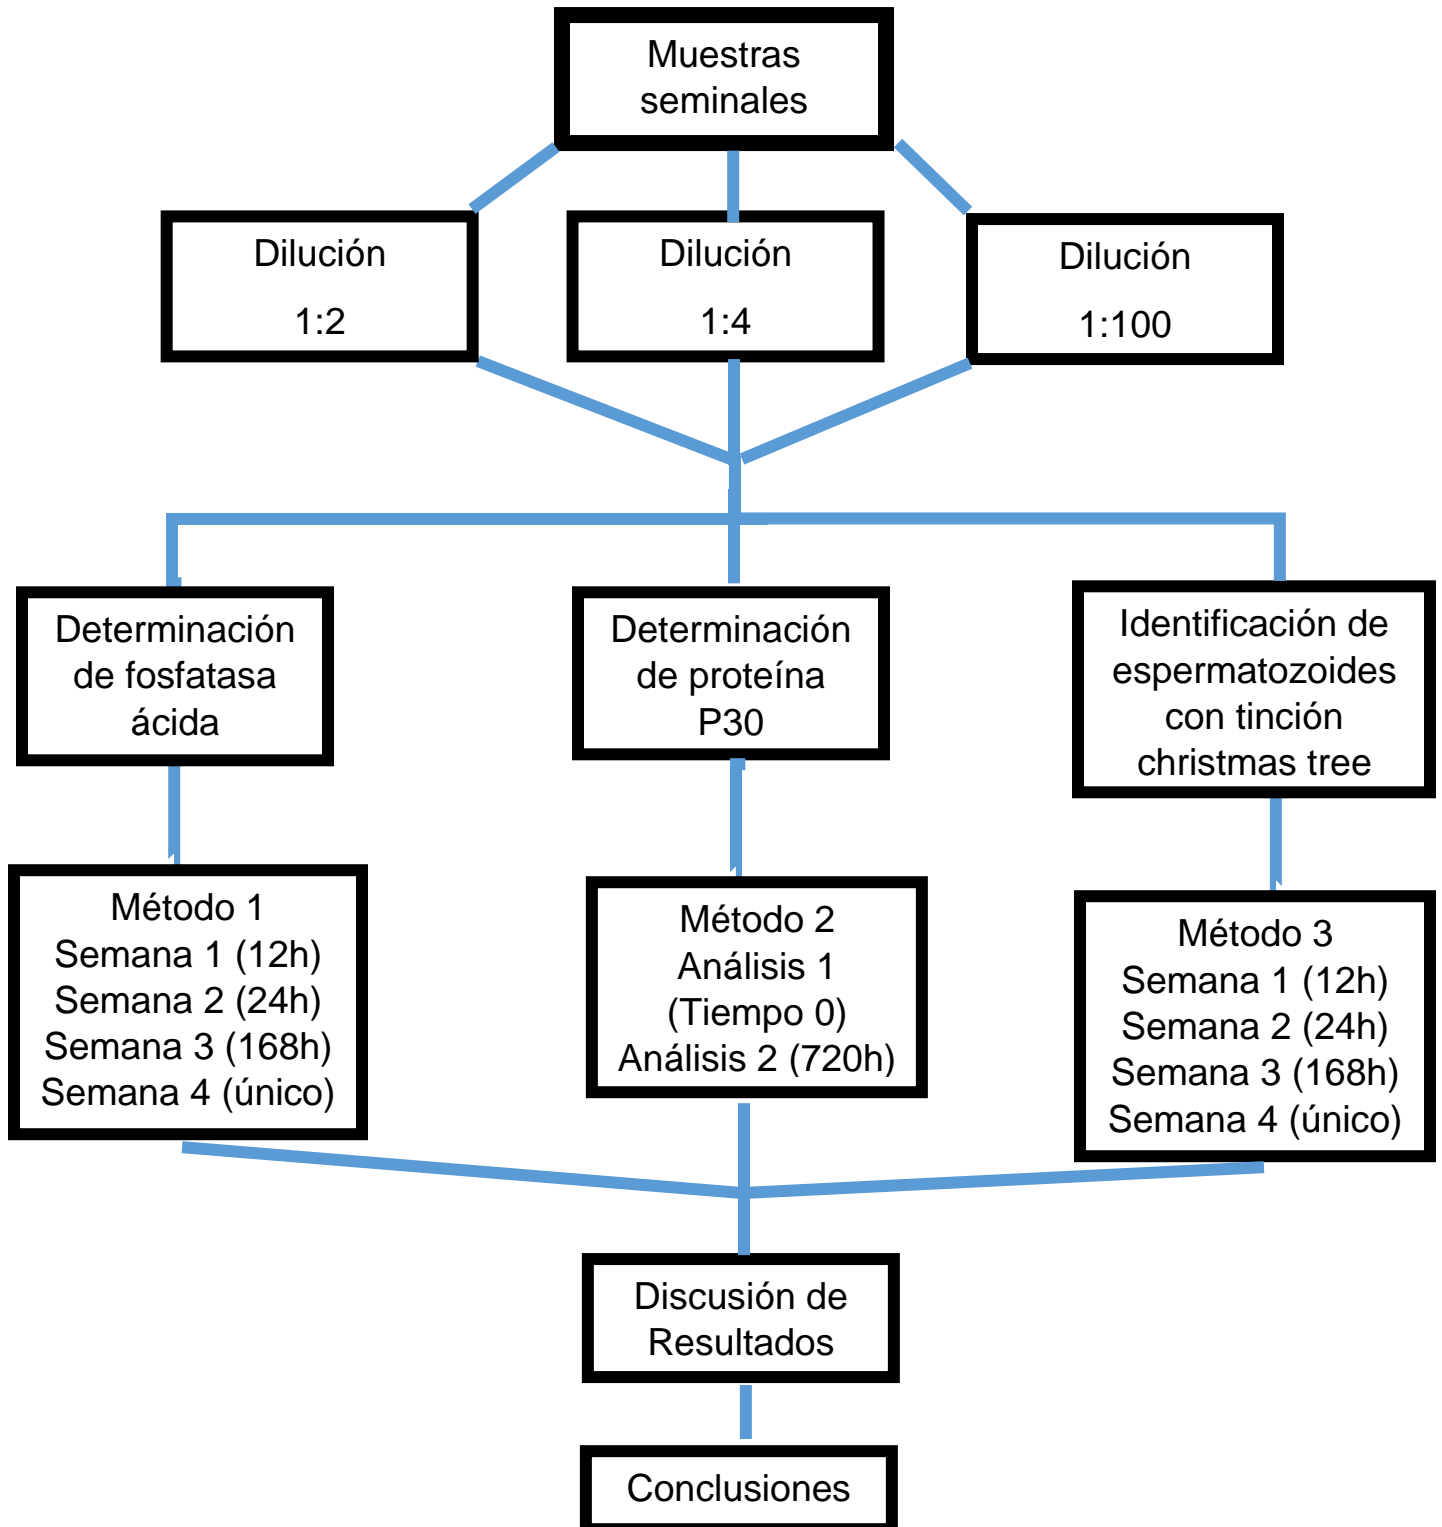 Muestras
seminales
Dilución
1:2
Dilución
1:4
Dilución
1:100
Determinación
de fosfatasa
ácida
Determinación
de proteína
P30
Identificación de
espermatozoides
con tinción
christmas tree
Método 1
Semana 1 (12h)
Semana 2 (24h)
Semana 3 (168h)
Semana 4 (único)
Método 2
Análisis 1
(Tiempo 0)
Análisis 2 (720h)
Método 3
Semana 1 (12h)
Semana 2 (24h)
Semana 3 (168h)
Semana 4 (único)
Discusión de
Resultados
Conclusiones